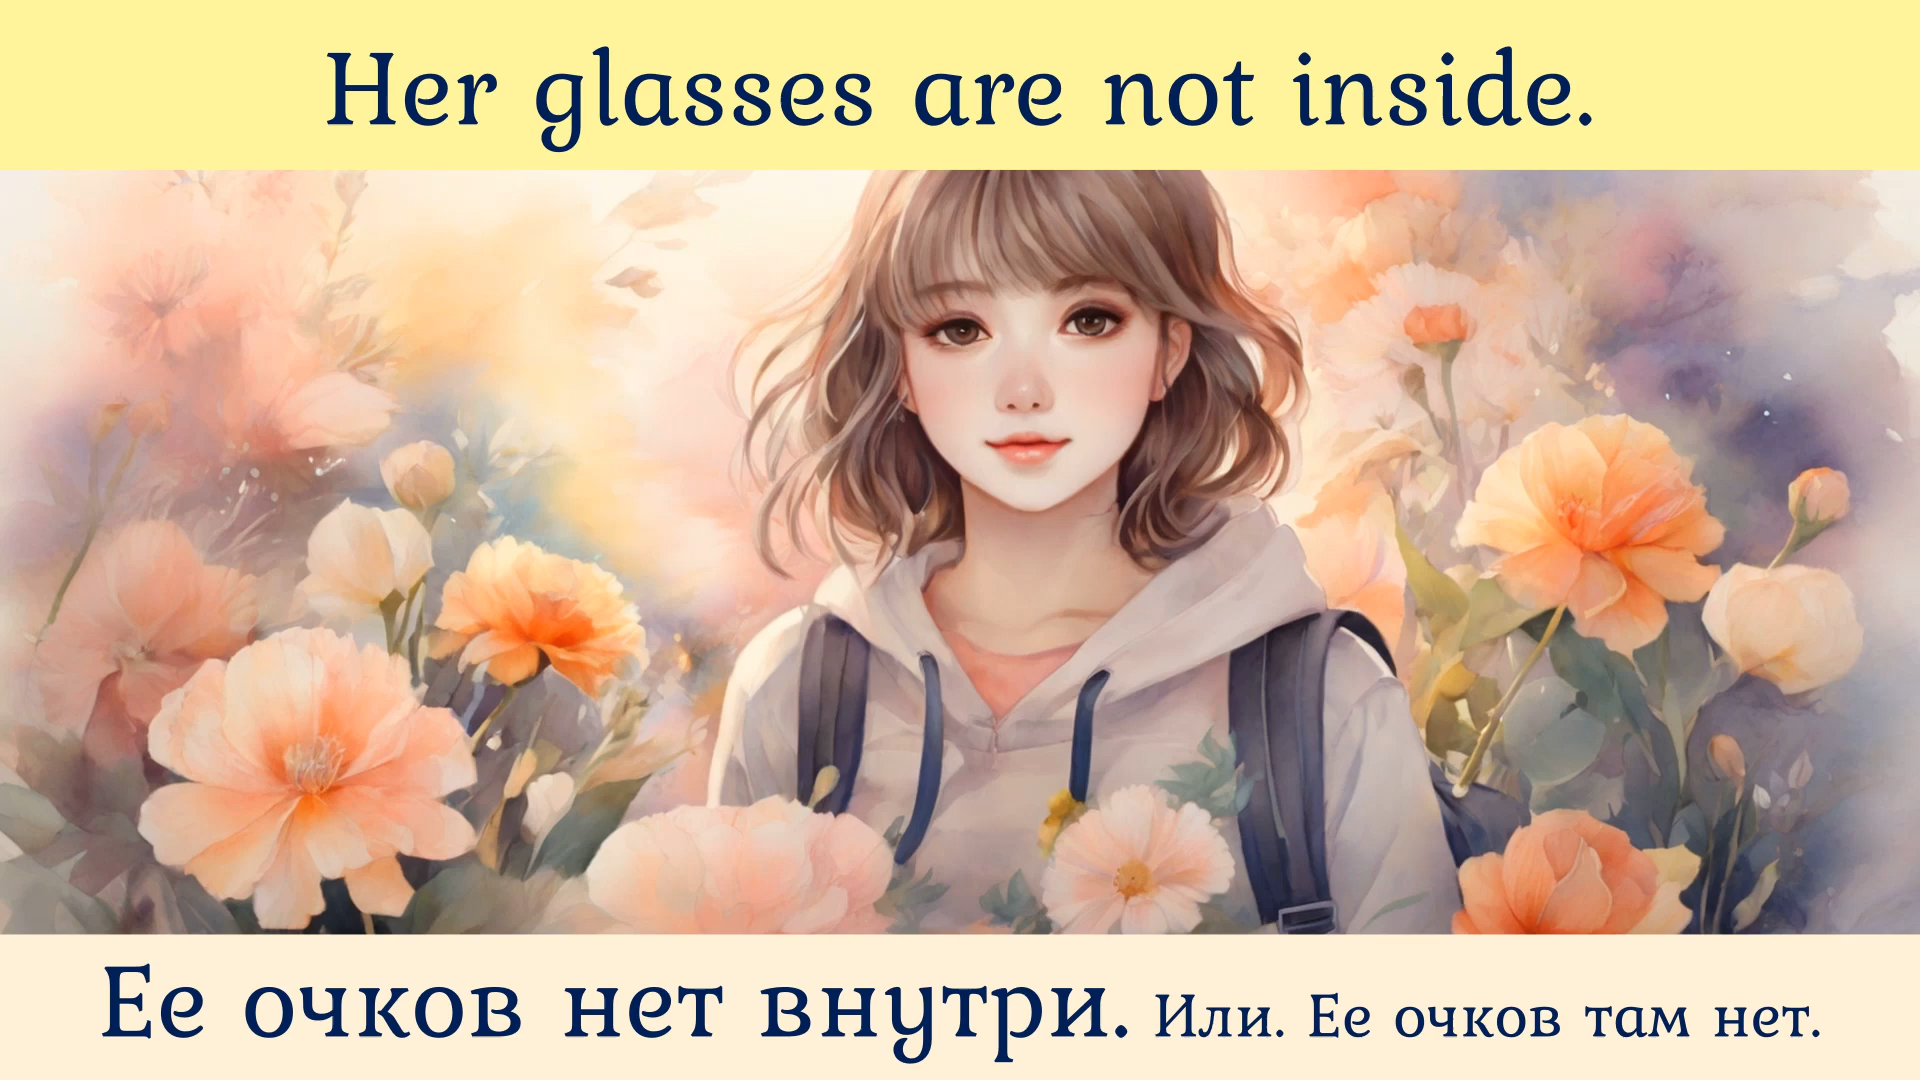 Her glasses are not inside.
Ее очков нет внутри. Или. Ее очков там нет.